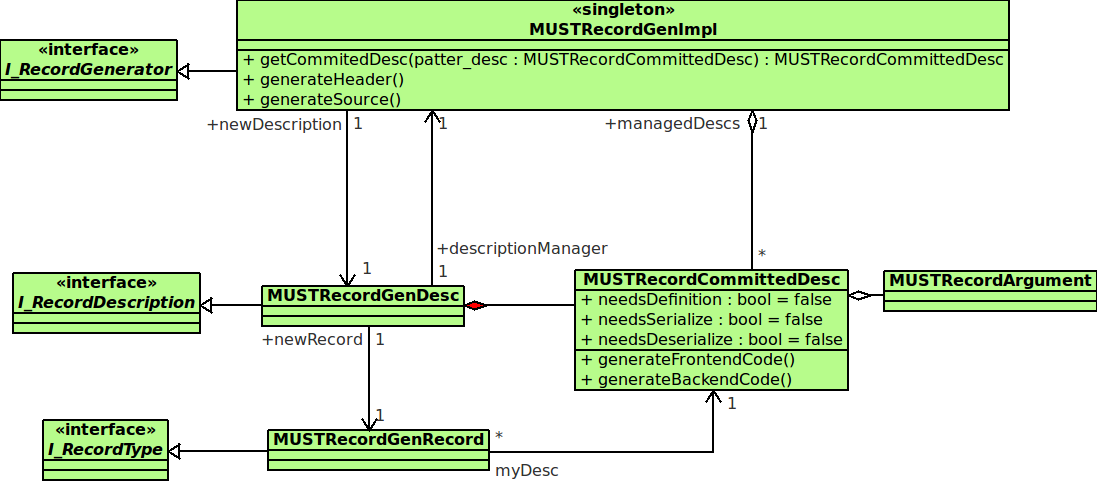 «singleton»
MUSTRecordGenImpl
+ getCommitedDesc(patter_desc : MUSTRecordCommittedDesc) : MUSTRecordCommittedDesc
+ generateHeader()
+ generateSource()
«interface»
I_RecordGenerator
+newDescription 1
1
+managedDescs 1
+descriptionManager
1
1
*
«interface»
I_RecordDescription
MUSTRecordGenDesc
MUSTRecordCommittedDesc
+ needsDefinition : bool = false
+ needsSerialize : bool = false
+ needsDeserialize : bool = false
+ generateFrontendCode()
+ generateBackendCode()
MUSTRecordArgument
+newRecord 1
1
1
«interface»
I_RecordType
MUSTRecordGenRecord
*
myDesc